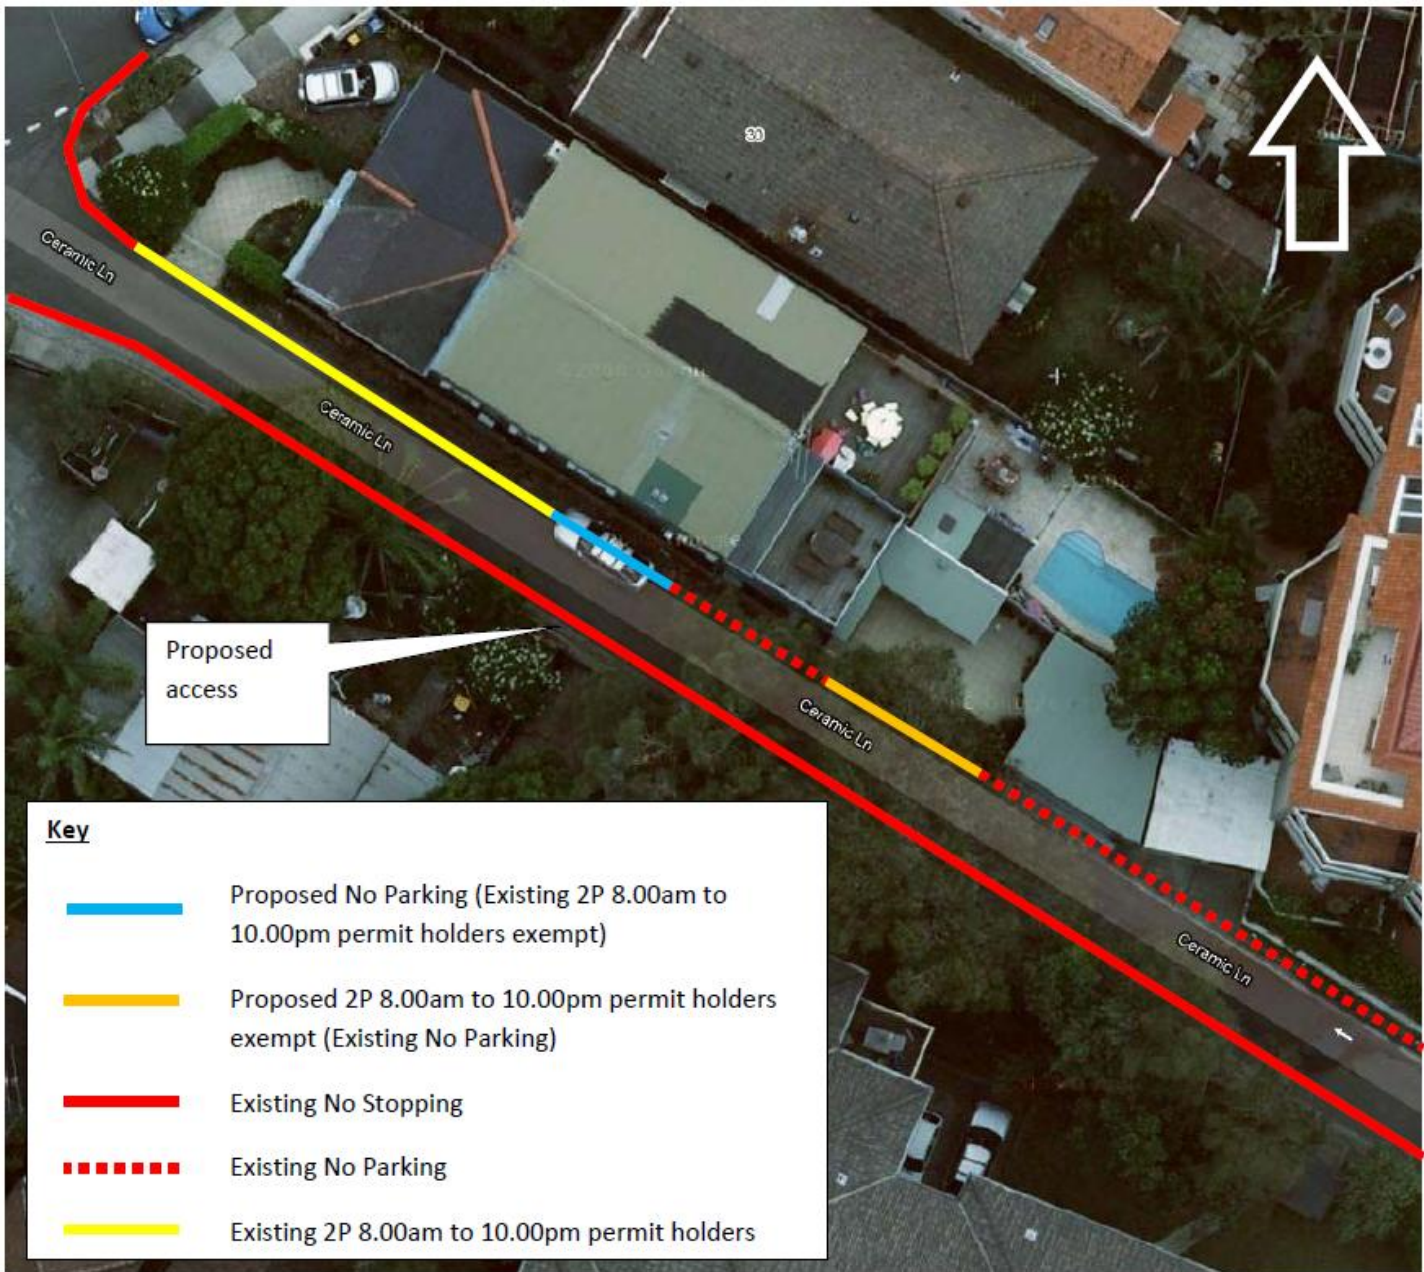 30
Ceramic Ln
Ceramic Ln
Proposed
access
Ceramic Ln
Ceramic Ln
Key
Proposed No Parking (Existing 2P 8.00am to
10.00pm permit holders exempt)
Proposed 2P 8.00am to 10.00pm permit holders
exempt (Existing No Parking)
Existing No Stopping
Existing No Parking
Existing 2P 8.00am to 10.00pm permit holders